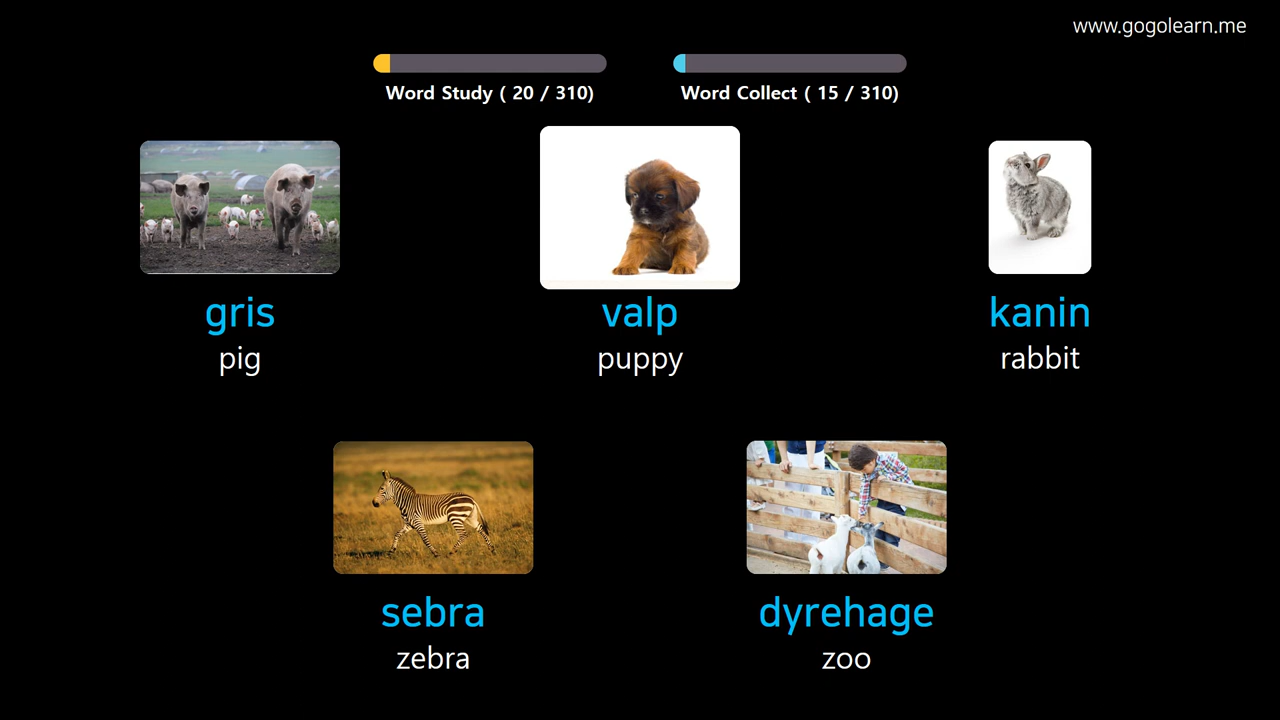 www.gogolearn.me
Word Study ( 20 / 310)
Word Collect ( 15 / 310)
gris
pig
valp
puppy
kanin
rabbit
sebra
zebra
dyrehage
zoo